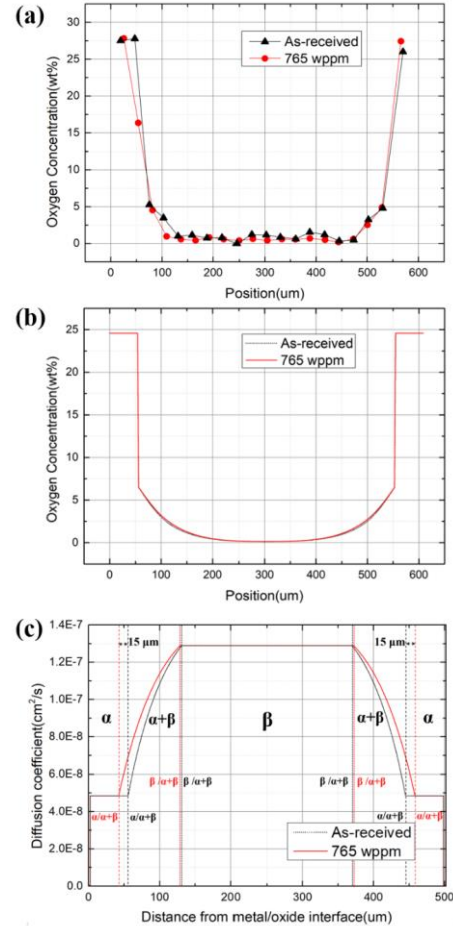 (a)
30
25
20
15
10
5
0
Oxygen Concentration(wt%)
As-received
765 wppm
0 100 200 300 400 500 600
Position(um)
(b)
25
20
15
10
5
0
Oxygen Concentration(wt%)
As-received
765 wppm
0 100 200 300 400 500 600
Position(um)
(c)
1.4E-7
1.2E-7
1.0E-7
8.0E-8
6.0E-8
4.0E-8
2.0E-8
0.0
Diffusion coefficient(cm²/s)
15 μm 15 μm
α α+β β α+β α
β /α+β β /α+β β /α+β β /α+β
α/α+β α/α+β α/α+β α/α+β
As-received
765 wppm
0 100 200 300 400 500
Distance from metal/oxide interface(um)